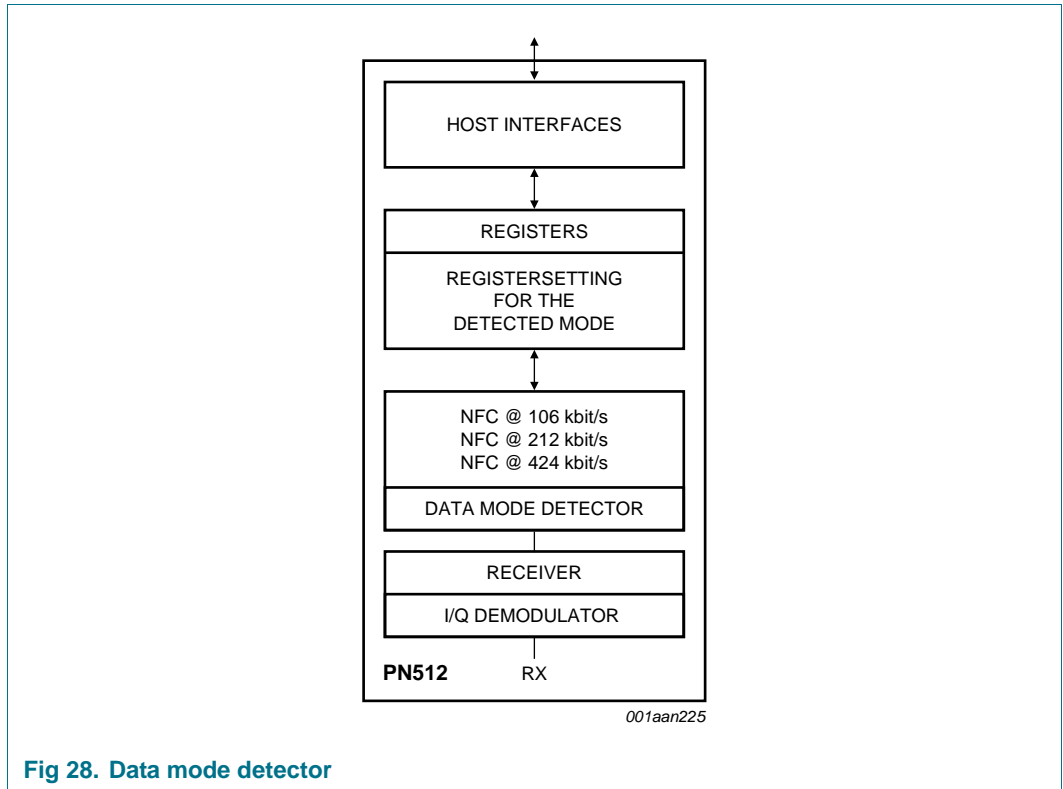 HOST INTERFACES
REGISTERS
REGISTERSETTING
FOR THE
DETECTED MODE
NFC @ 106 kbit/s
NFC @ 212 kbit/s
NFC @ 424 kbit/s
DATA MODE DETECTOR
RECEIVER
I/Q DEMODULATOR
PN512 RX
001aan225
Fig 28. Data mode detector